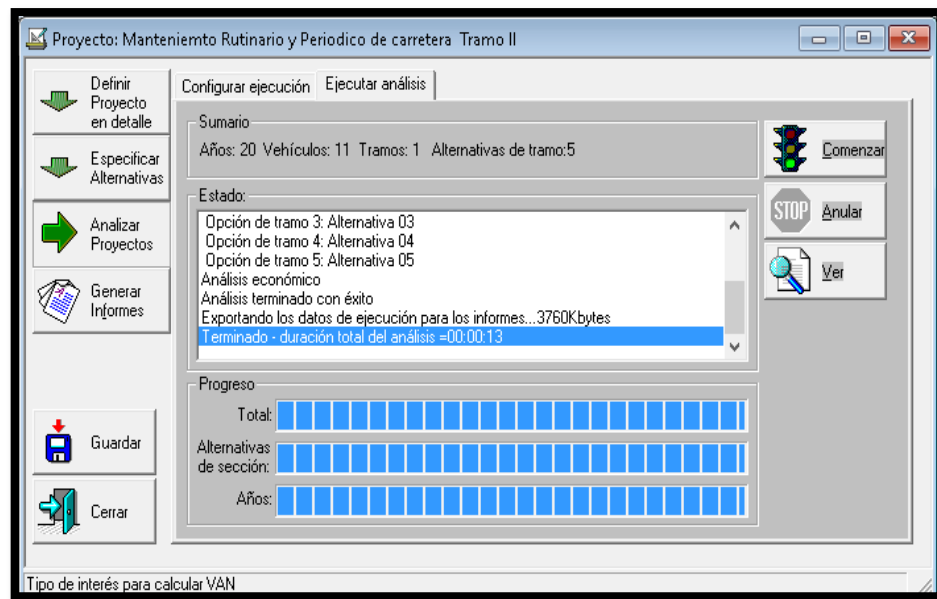 Proyecto: Manteniemto Rutinario y Periodico de carretera Tramo II
Definir
Proyecto
en detalle
Especificar
Alternativas
Analizar
Proyectos
Generar
Informes
Guardar
Cerrar
Configurar ejecución
Ejecutar análisis
Sumario
Años: 20 Vehículos: 11 Tramos: 1 Alternativas de tramo:5
Estado:
Opción de tramo 3: Alternativa 03
Opción de tramo 4: Alternativa 04
Opción de tramo 5: Alternativa 05
Análisis económico
Análisis terminado con éxito
Exportando los datos de ejecución para los informes...3760Kbytes
Terminado - duración total del análisis =00:00:13
Progreso
Total:
Alternativas
de sección:
Años:
Comenzar
STOP
Anular
Ver
Tipo de interés para calcular VAN